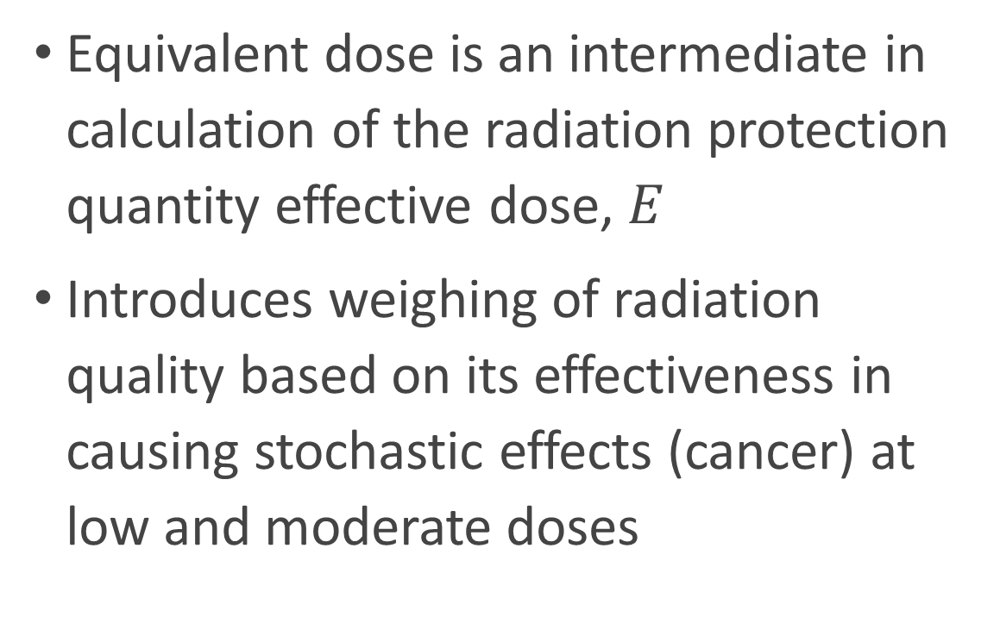 • Equivalent dose is an intermediate in
calculation of the radiation protection
quantity effective dose, E
• Introduces weighing of radiation
quality based on its effectiveness in
causing stochastic effects (cancer) at
low and moderate doses